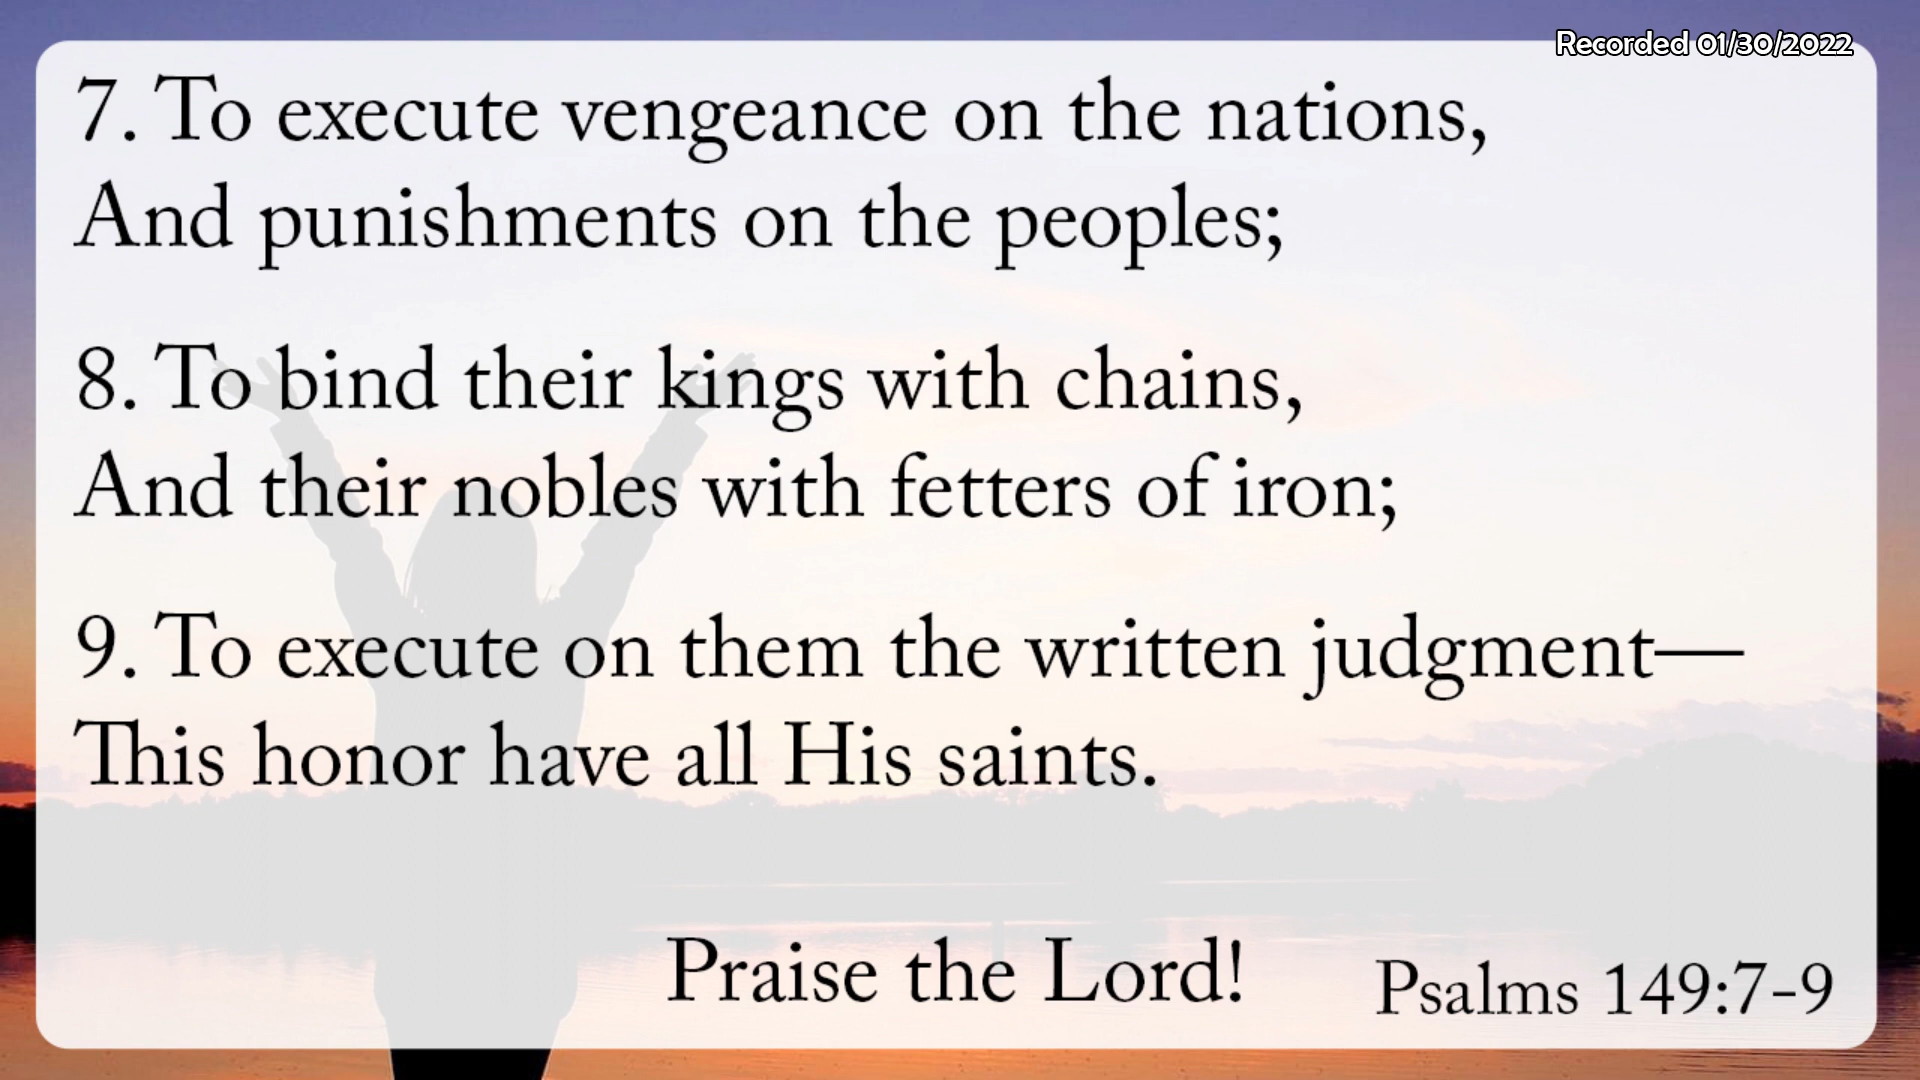 Recorded 01/30/2022
7. To execute vengeance on the nations,
And punishments on the peoples;
8. To bind their kings with chains,
And their nobles with fetters of iron;
9. To execute on them the written judgment—
This honor have all His saints.
Praise the Lord!
Psalms 149:7-9